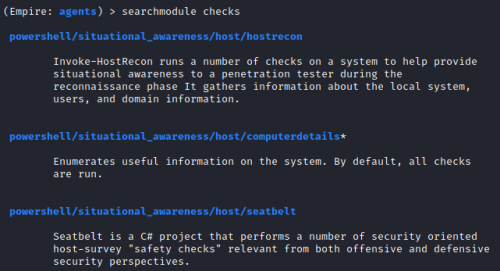 (Empire: agents) > searchmodule checks
powershell/situational_awareness/host/hostrecon
Invoke-HostRecon runs a number of checks on a system to help provide
situational awareness to a penetration tester during the
reconnaissance phase It gathers information about the local system,
users, and domain information.
powershell/situational_awareness/host/computerdetails*
Enumerates useful information on the system. By default, all checks
are run.
powershell/situational_awareness/host/seatbelt
Seatbelt is a C# project that performs a number of security oriented
host-survey "safety checks" relevant from both offensive and defensive
security perspectives.